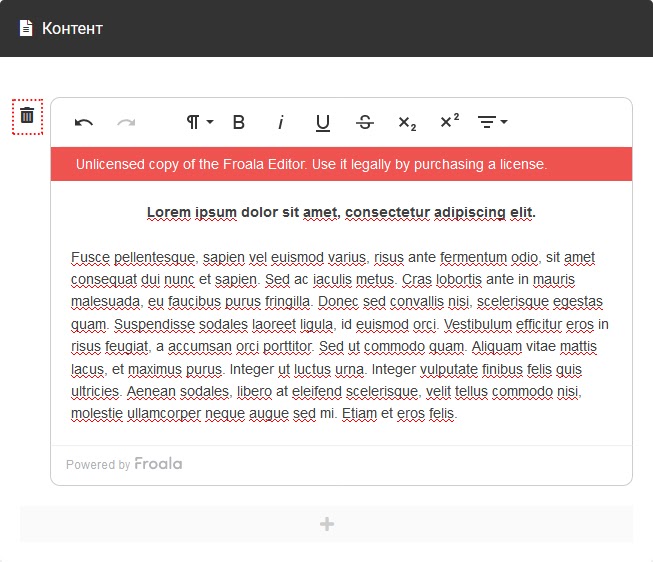 Контент
¶ B i U S x₂ x²
Unlicensed copy of the Froala Editor. Use it legally by purchasing a license.
Lorem ipsum dolor sit amet, consectetur adipiscing elit.
Fusce pellentesque, sapien vel euismod varius, risus ante fermentum odio, sit amet
consequat dui nunc et sapien. Sed ac iaculis metus. Cras lobortis ante in mauris
malesuada, eu faucibus purus fringilla. Donec sed convallis nisi, scelerisque egestas
quam. Suspendisse sodales laoreet ligula, id euismod orci. Vestibulum efficitur eros in
risus feugiat, a accumsan orci porttitor. Sed ut commodo quam. Aliquam vitae mattis
lacus, et maximus purus. Integer ut luctus urna. Integer vulputate finibus felis quis
ultricies. Aenean sodales, libero at eleifend scelerisque, velit tellus commodo nisi,
molestie ullamcorper neque augue sed mi. Etiam et eros felis.
Powered by Froala